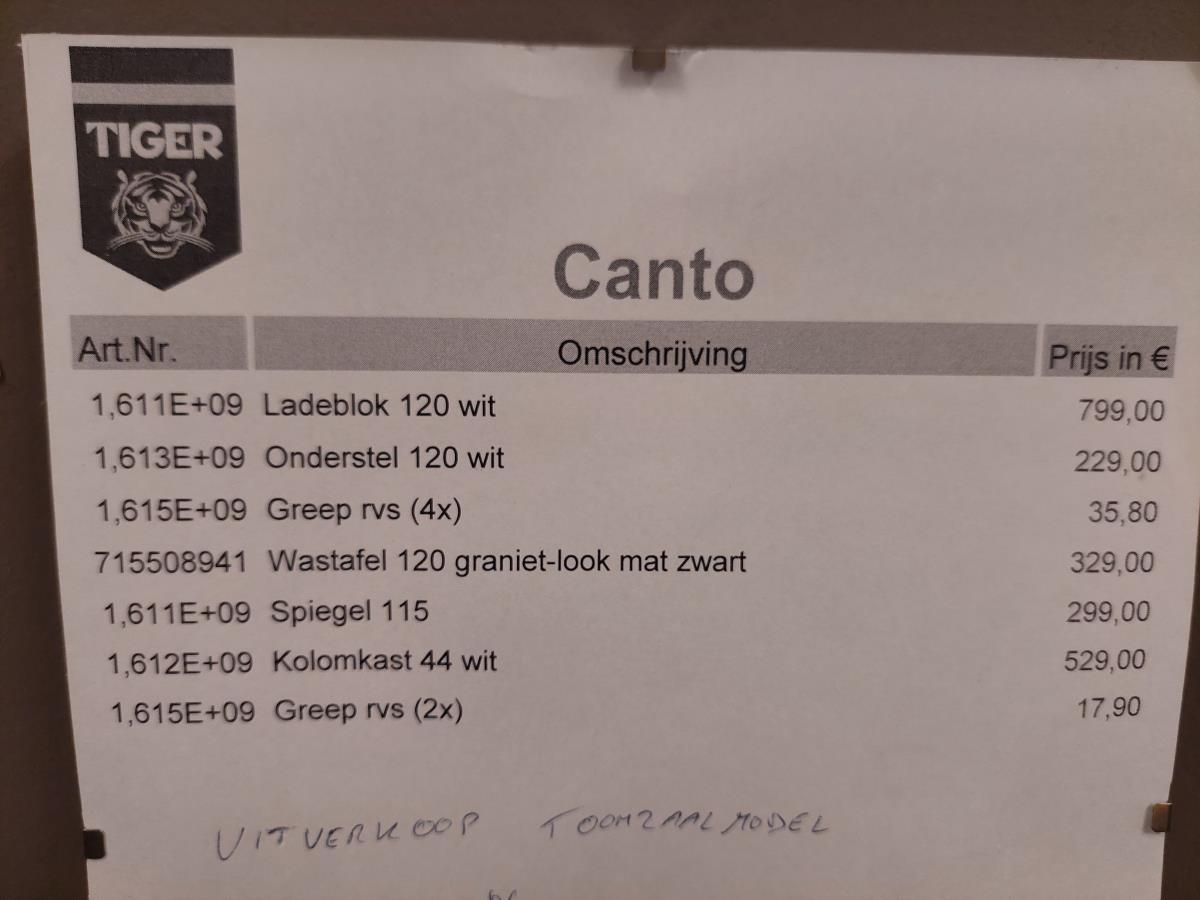 TIGER
Canto
Art.Nr. Omschrijving Prijs in €
1,611E+09 Ladeblok 120 wit 799,00
1,613E+09 Onderstel 120 wit 229,00
1,615E+09 Greep rvs (4x) 35,80
715508941 Wastafel 120 graniet-look mat zwart 329,00
1,611E+09 Spiegel 115 299,00
1,612E+09 Kolomkast 44 wit 529,00
1,615E+09 Greep rvs (2x) 17,90
UITVERKOOP TOONZAALMODEL